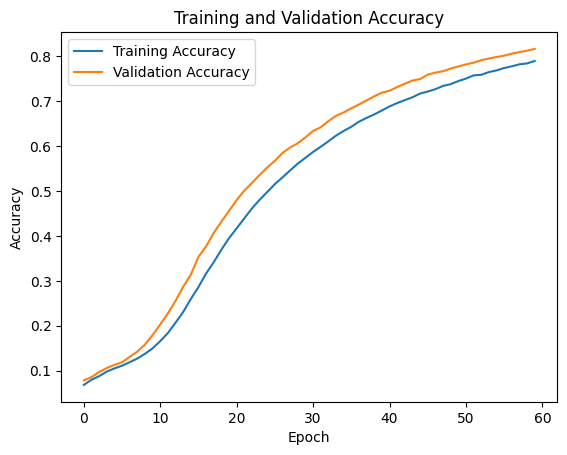 Training and Validation Accuracy
Training Accuracy
Validation Accuracy
Accuracy
0.8
0.7
0.6
0.5
0.4
0.3
0.2
0.1
0 10 20 30 40 50 60
Epoch